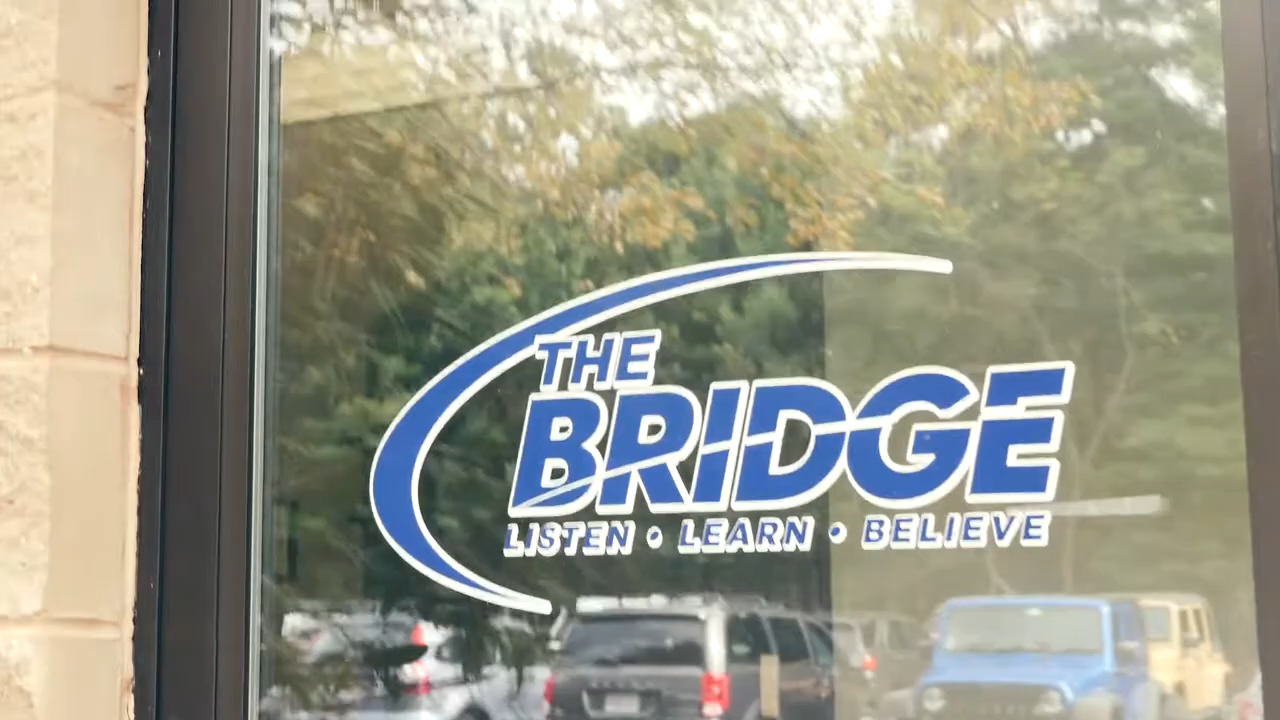 THE
BRIDGE
LISTEN • LEARN • BELIEVE